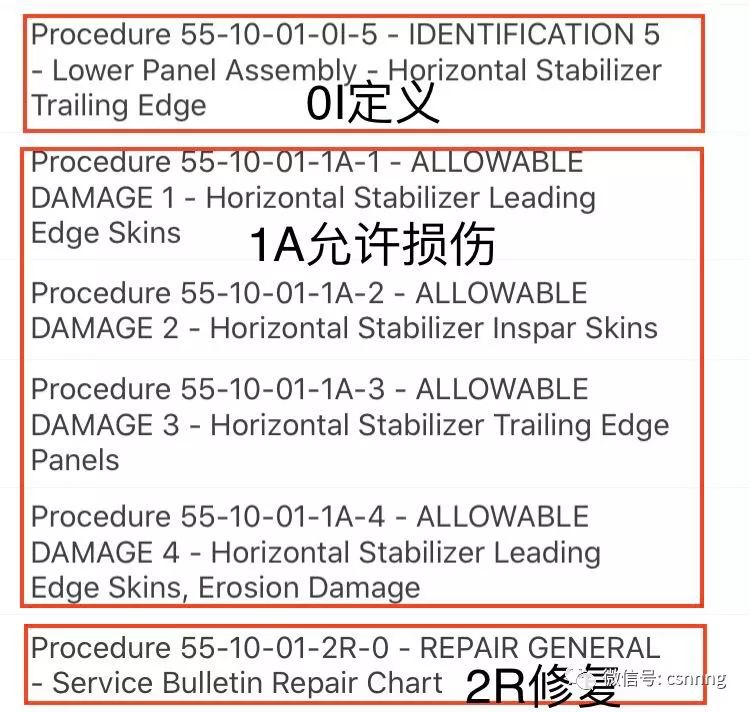 Procedure 55-10-01-0I-5 - IDENTIFICATION 5
- Lower Panel Assembly - Horizontal Stabilizer
Trailing Edge
0I定义
Procedure 55-10-01-1A-1 - ALLOWABLE
DAMAGE 1 - Horizontal Stabilizer Leading
Edge Skins
1A允许损伤
Procedure 55-10-01-1A-2 - ALLOWABLE
DAMAGE 2 - Horizontal Stabilizer Inspar Skins
Procedure 55-10-01-1A-3 - ALLOWABLE
DAMAGE 3 - Horizontal Stabilizer Trailing Edge
Panels
Procedure 55-10-01-1A-4 - ALLOWABLE
DAMAGE 4 - Horizontal Stabilizer Leading
Edge Skins, Erosion Damage
Procedure 55-10-01-2R-0 - REPAIR GENERAL
- Service Bulletin Repair Chart
2R修复
微信号: csnnng